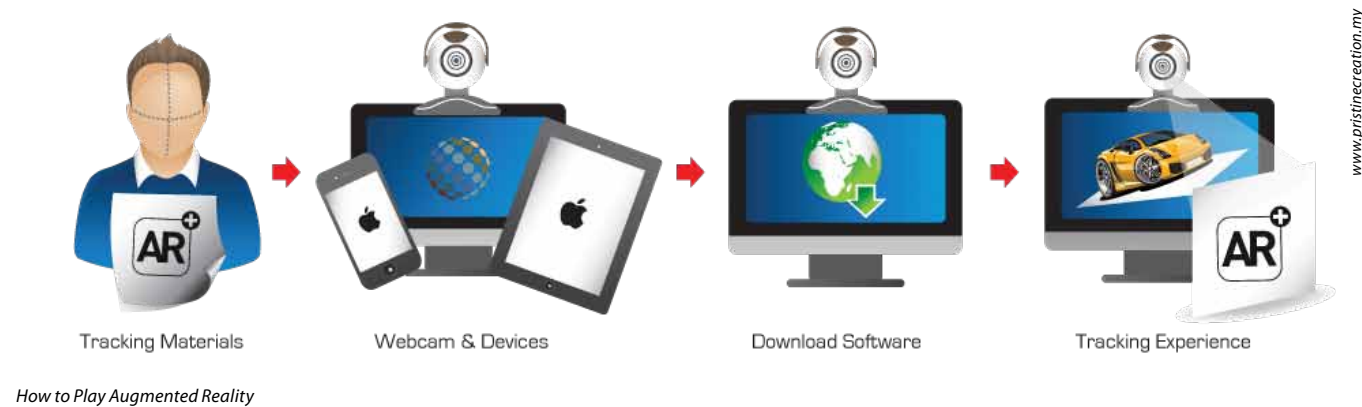 AR
AR
Tracking Materials
Webcam & Devices
Download Software
Tracking Experience
How to Play Augmented Reality
www.pristinecreation.my